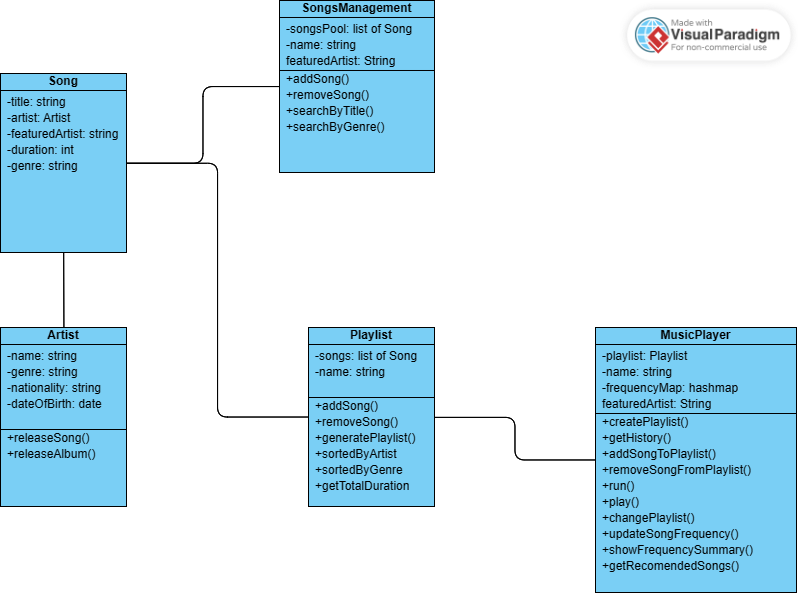 SongsManagement
-songsPool: list of Song
-name: string
featuredArtist: String
+addSong()
+removeSong()
+searchByTitle()
+searchByGenre()
Made with
VisualParadigm
For non-commercial use
Song
-title: string
-artist: Artist
-featuredArtist: string
-duration: int
-genre: string
Artist
-name: string
-genre: string
-nationality: string
-dateOfBirth: date
+releaseSong()
+releaseAlbum()
Playlist
-songs: list of Song
-name: string
+addSong()
+removeSong()
+generatePlaylist()
+sortedByArtist
+sortedByGenre
+getTotalDuration
MusicPlayer
-playlist: Playlist
-name: string
-frequencyMap: hashmap
featuredArtist: String
+createPlaylist()
+getHistory()
+addSongToPlaylist()
+removeSongFromPlaylist()
+run()
+play()
+changePlaylist()
+updateSongFrequency()
+showFrequencySummary()
+getRecomendedSongs()